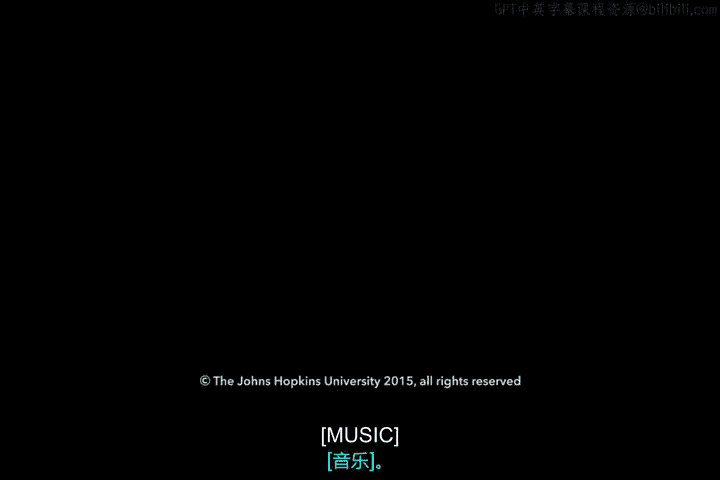 GPT中英字幕课程资源@bilibili.com
© The Johns Hopkins University 2015, all rights reserved
[MUSIC]
[音乐]。